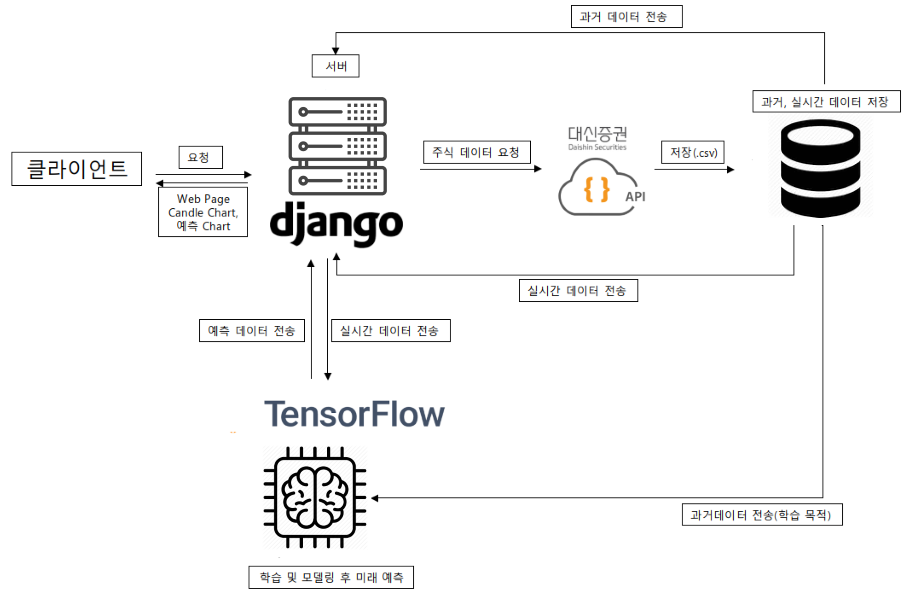 과거 데이터 전송
서버
과거, 실시간 데이터 저장
대신증권
Daishin Securities
주식 데이터 요청
저장(.csv)
요청
클라이언트
{ } API
Web Page
Candle Chart,
예측 Chart
django
실시간 데이터 전송
예측 데이터 전송
실시간 데이터 전송
TensorFlow
과거데이터 전송(학습 목적)
학습 및 모델링 후 미래 예측